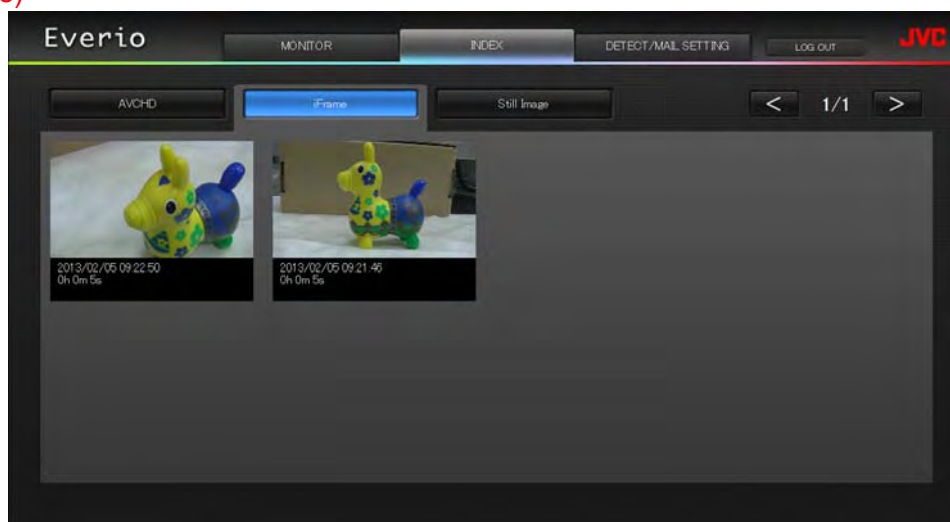 Everio
MONITOR
INDEX
DETECT/MAIL SETTING
LOG OUT
JVC
AVCHD
iFrame
Still Image
< 1/1 >
2013/02/05 09:22:50
0h 0m 5s
2013/02/05 09:21:46
0h 0m 5s